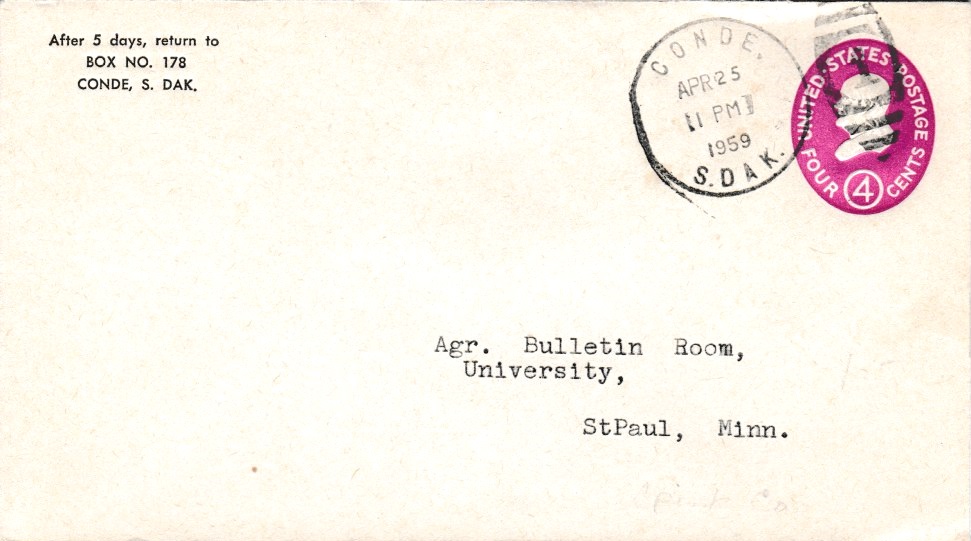 After 5 days, return to
BOX NO. 178
CONDE, S. DAK.
CONDE,
APR 25
1 PM
1959
S. DAK.
UNITED STATES POSTAGE
FOUR 4 CENTS
Agr. Bulletin Room,
University,
StPaul, Minn.